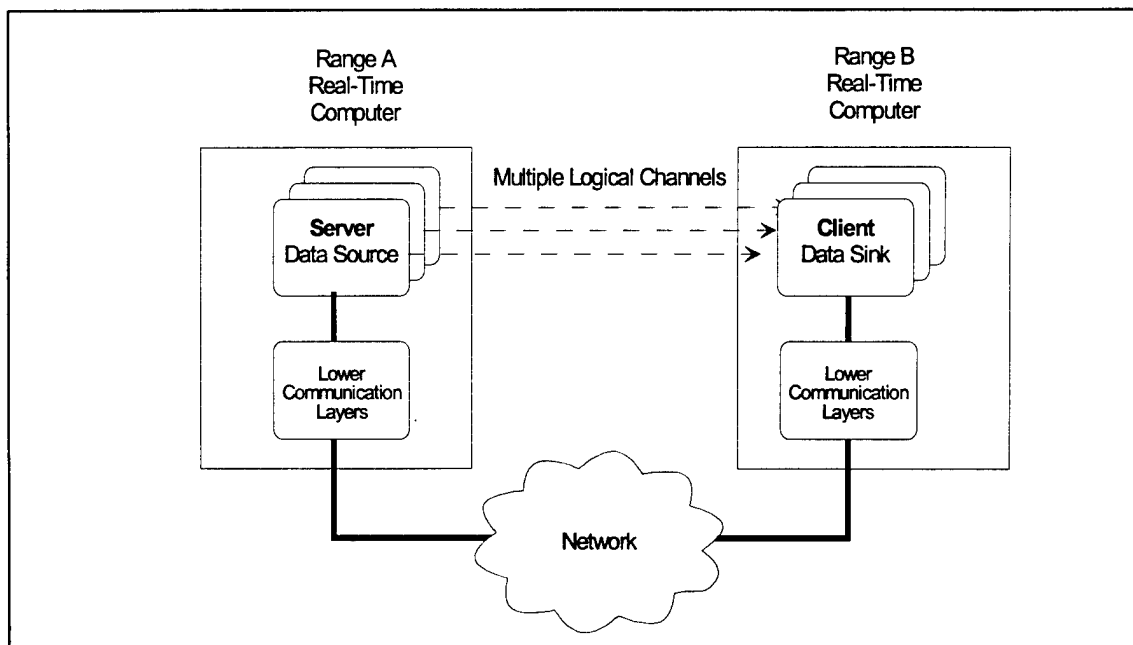 Range A
Real-Time
Computer
Range B
Real-Time
Computer
Multiple Logical Channels
Server
Data Source
Client
Data Sink
Lower
Communication
Layers
Lower
Communication
Layers
Network